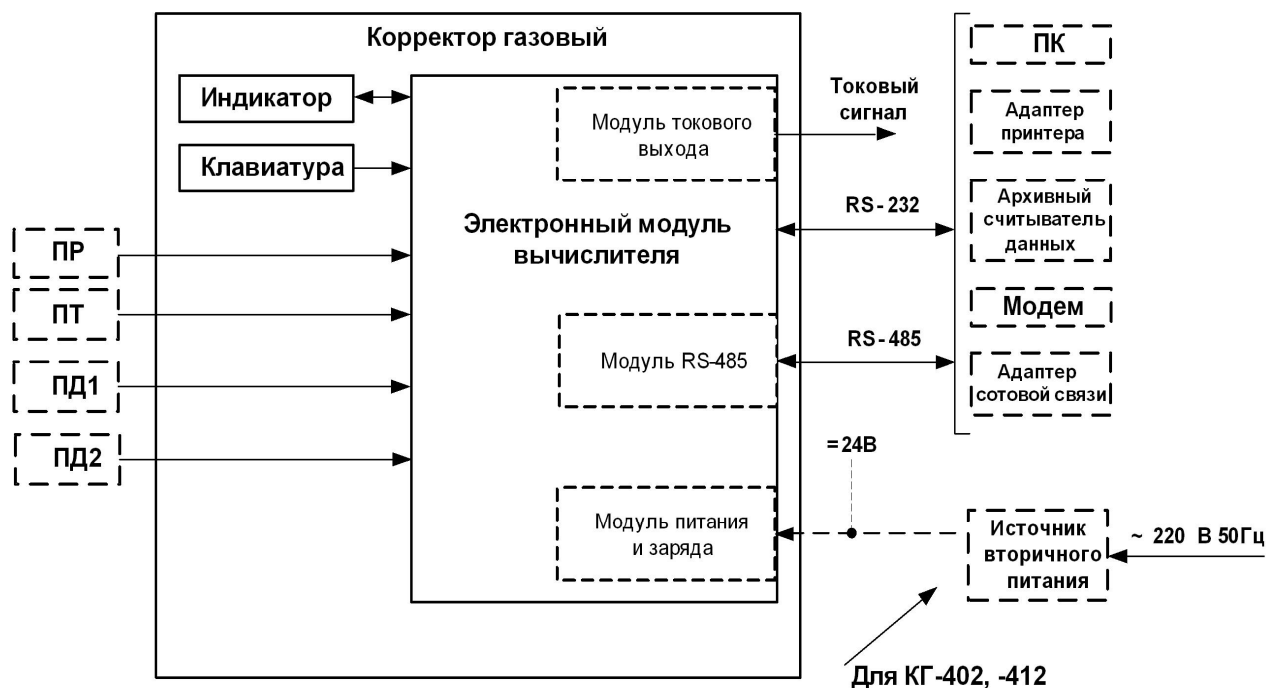 Корректор газовый
Индикатор
Клавиатура
ПР
ПТ
ПД1
ПД2
Модуль токового
выхода
Электронный модуль
вычислителя
Модуль RS-485
Модуль питания
и заряда
Токовый
сигнал
RS-232
RS-485
=24В
ПК
Адаптер
принтера
Архивный
считыватель
данных
Модем
Адаптер
сотовой связи
Источник
вторичного
питания
~ 220 В 50Гц
Для КГ-402, -412